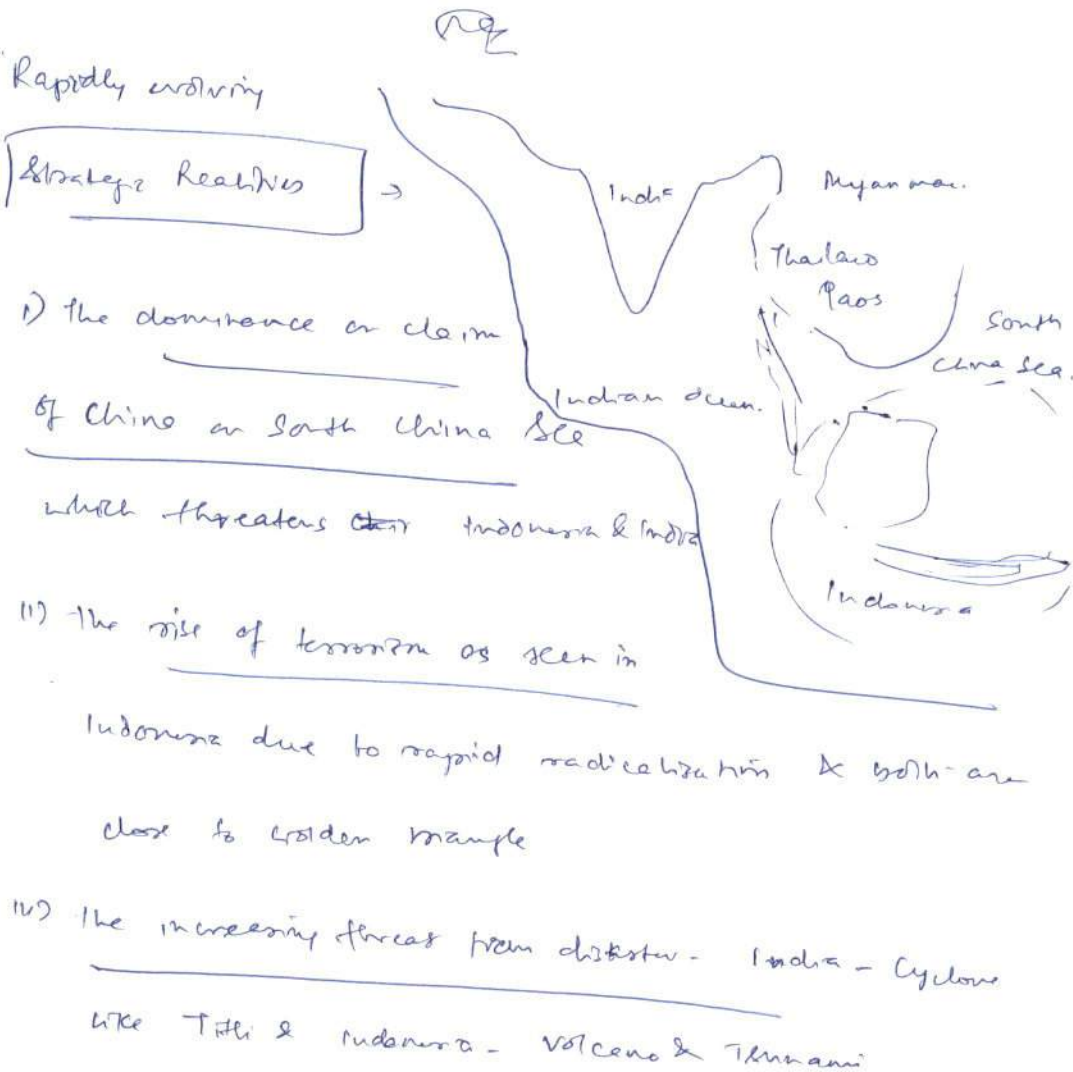 Rapidly evolving
Strategic Realities →
India
Myanmar.
Thailand
Laos
South
China Sea.
Indian Ocean.
Indonesia
i) The dominance or claim
of China on South China Sea
which threatens Indonesia & India
ii) The rise of terrorism as seen in
Indonesia due to rapid radicalization & both are
close to Golden triangle
iv) The increasing threat from disaster - India - Cyclone
like Titli & Indonesia - Volcano & Tsunami